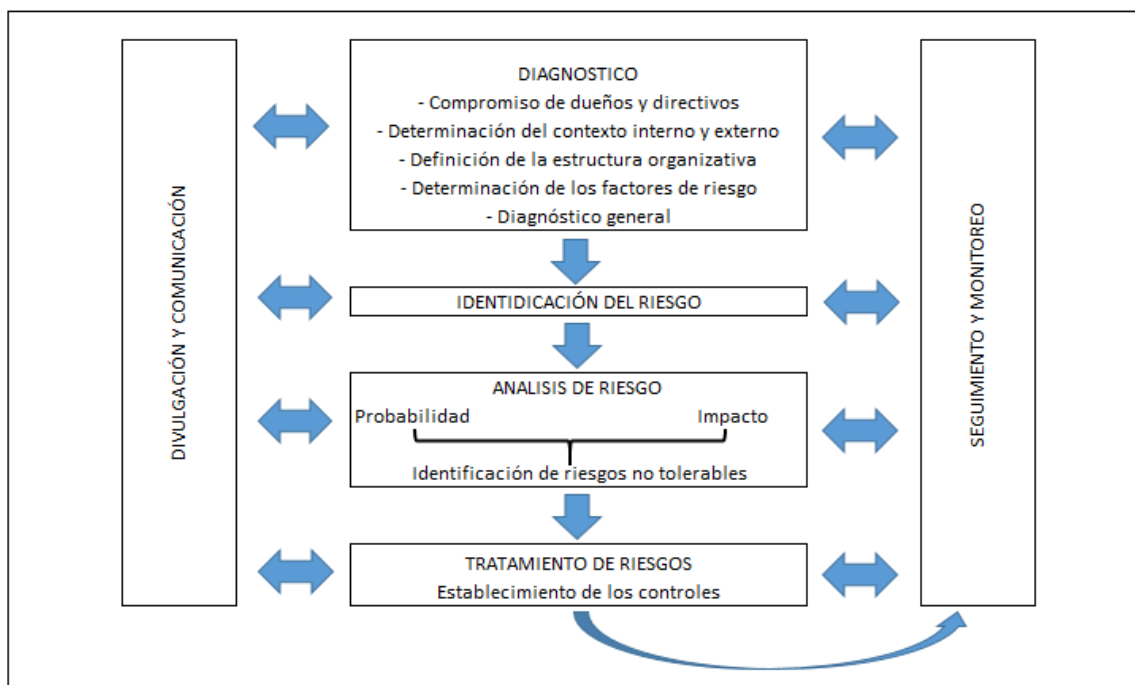 DIVULGACIÓN Y COMUNICACIÓN
DIAGNOSTICO
- Compromiso de dueños y directivos
- Determinación del contexto interno y externo
- Definición de la estructura organizativa
- Determinación de los factores de riesgo
- Diagnóstico general
IDENTIDICACIÓN DEL RIESGO
ANALISIS DE RIESGO
Probabilidad Impacto
Identificación de riesgos no tolerables
TRATAMIENTO DE RIESGOS
Establecimiento de los controles
SEGUIMIENTO Y MONITOREO